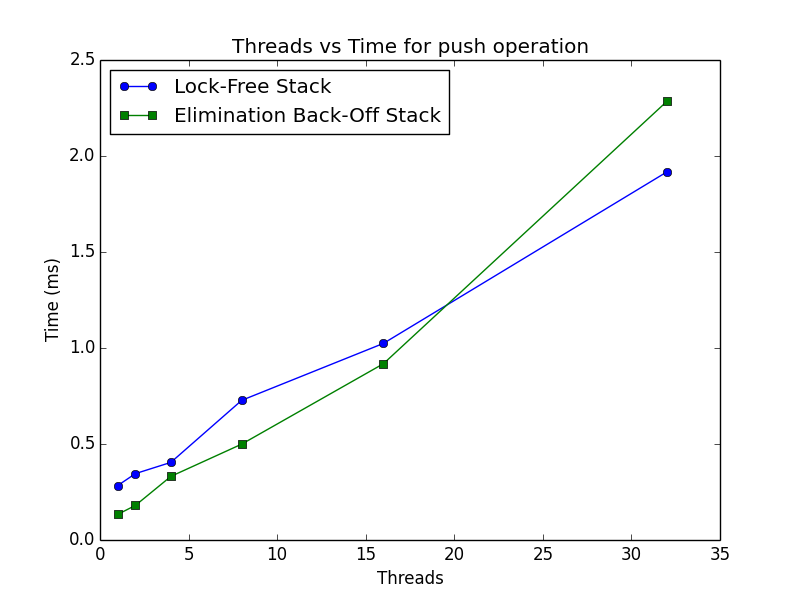 Threads vs Time for push operation
Lock-Free Stack
Elimination Back-Off Stack
2.5
2.0
1.5
1.0
0.5
0.0
Time (ms)
0 5 10 15 20 25 30 35
Threads